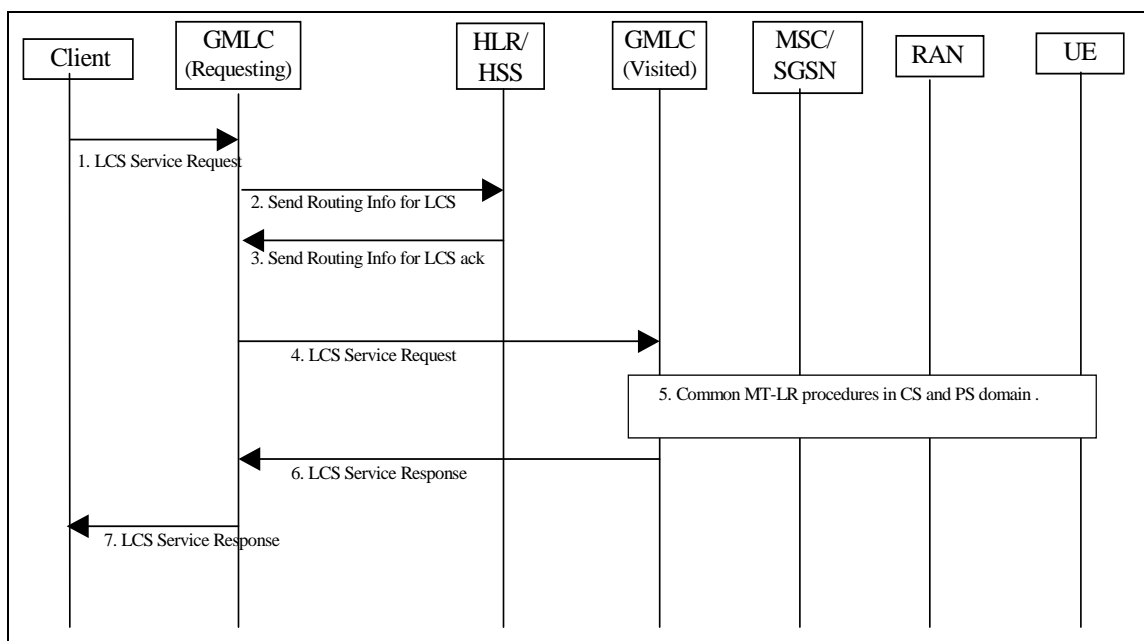 Client
GMLC
(Requesting)
HLR/
HSS
GMLC
(Visited)
MSC/
SGSN
RAN
UE
1. LCS Service Request
2. Send Routing Info for LCS
3. Send Routing Info for LCS ack
4. LCS Service Request
5. Common MT-LR procedures in CS and PS domain .
6. LCS Service Response
7. LCS Service Response